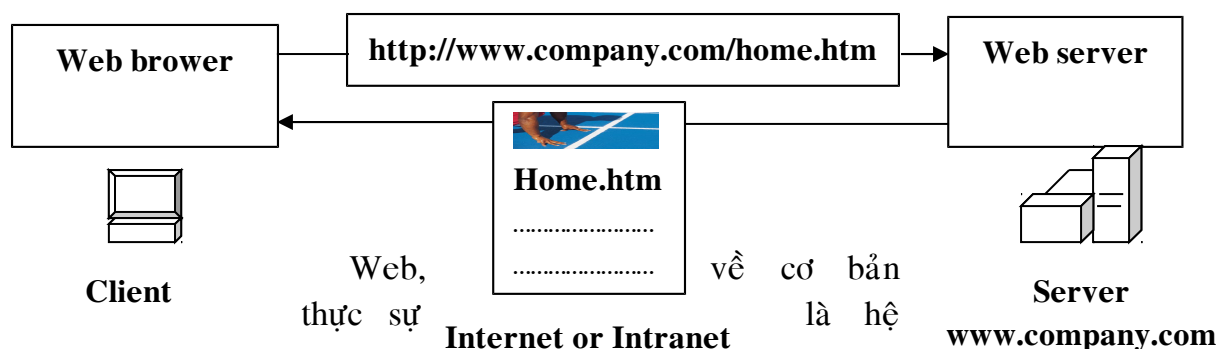 Web brower
http://www.company.com/home.htm
Web server
Home.htm
........................
........................
Web, về cơ bản
thực sự là hệ
Client
Internet or Intranet
Server
www.company.com